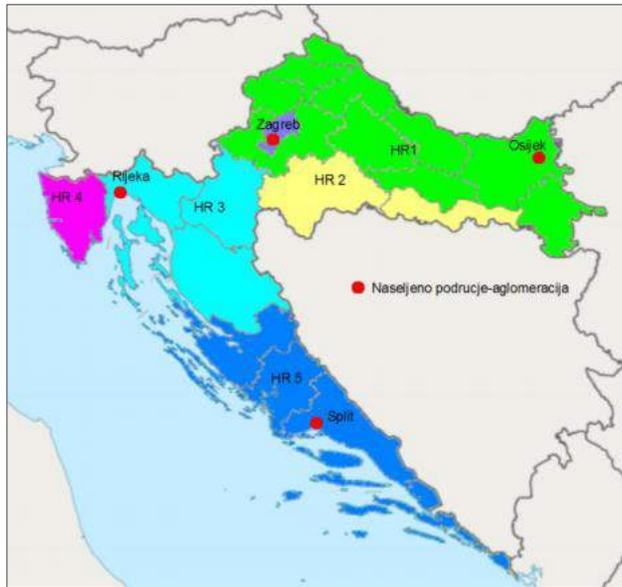 Zagreb
HR1
Osijek
Rijeka
HR 2
HR 4
HR 3
Naseljeno podrucje-aglomeracija
HR 5
Split